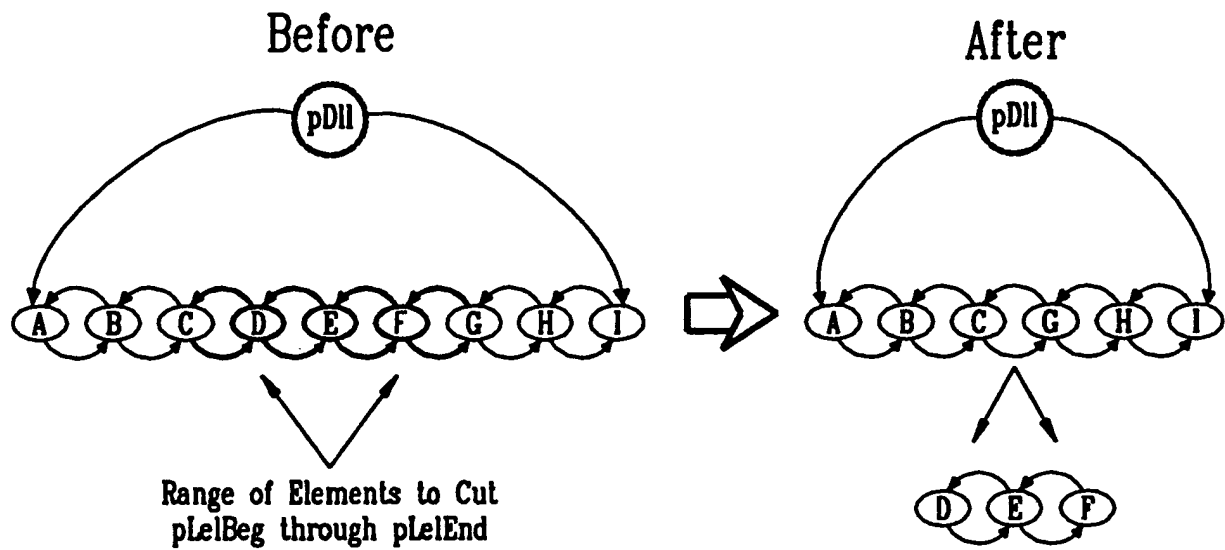 Before
After
pDll
pDll
A B C D E F G H I
A B C G H I
Range of Elements to Cut
pLelBeg through pLelEnd
D E F